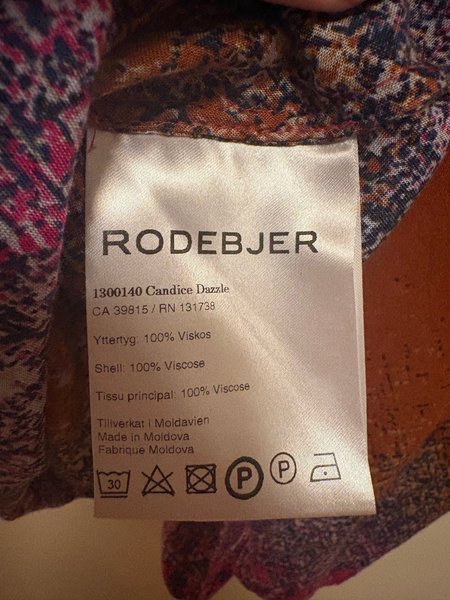 RODEBJER
1300140 Candice Dazzle
CA 39815 / RN 131738
Yttertyg: 100% Viskos
Shell: 100% Viscose
Tissu principal: 100% Viscose
Tillverkat i Moldavien
Made in Moldova
Fabrique Moldova
30 P P